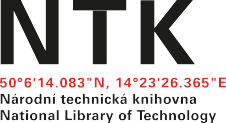 NTK
50°6'14.083"N, 14°23'26.365"E
Národní technická knihovna
National Library of Technology